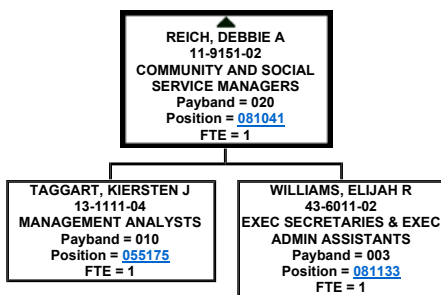 REICH, DEBBIE A
11-9151-02
COMMUNITY AND SOCIAL
SERVICE MANAGERS
Payband = 020
Position = 081041
FTE = 1
TAGGART, KIERSTEN J
13-1111-04
MANAGEMENT ANALYSTS
Payband = 010
Position = 055175
FTE = 1
WILLIAMS, ELIJAH R
43-6011-02
EXEC SECRETARIES & EXEC
ADMIN ASSISTANTS
Payband = 003
Position = 081133
FTE = 1